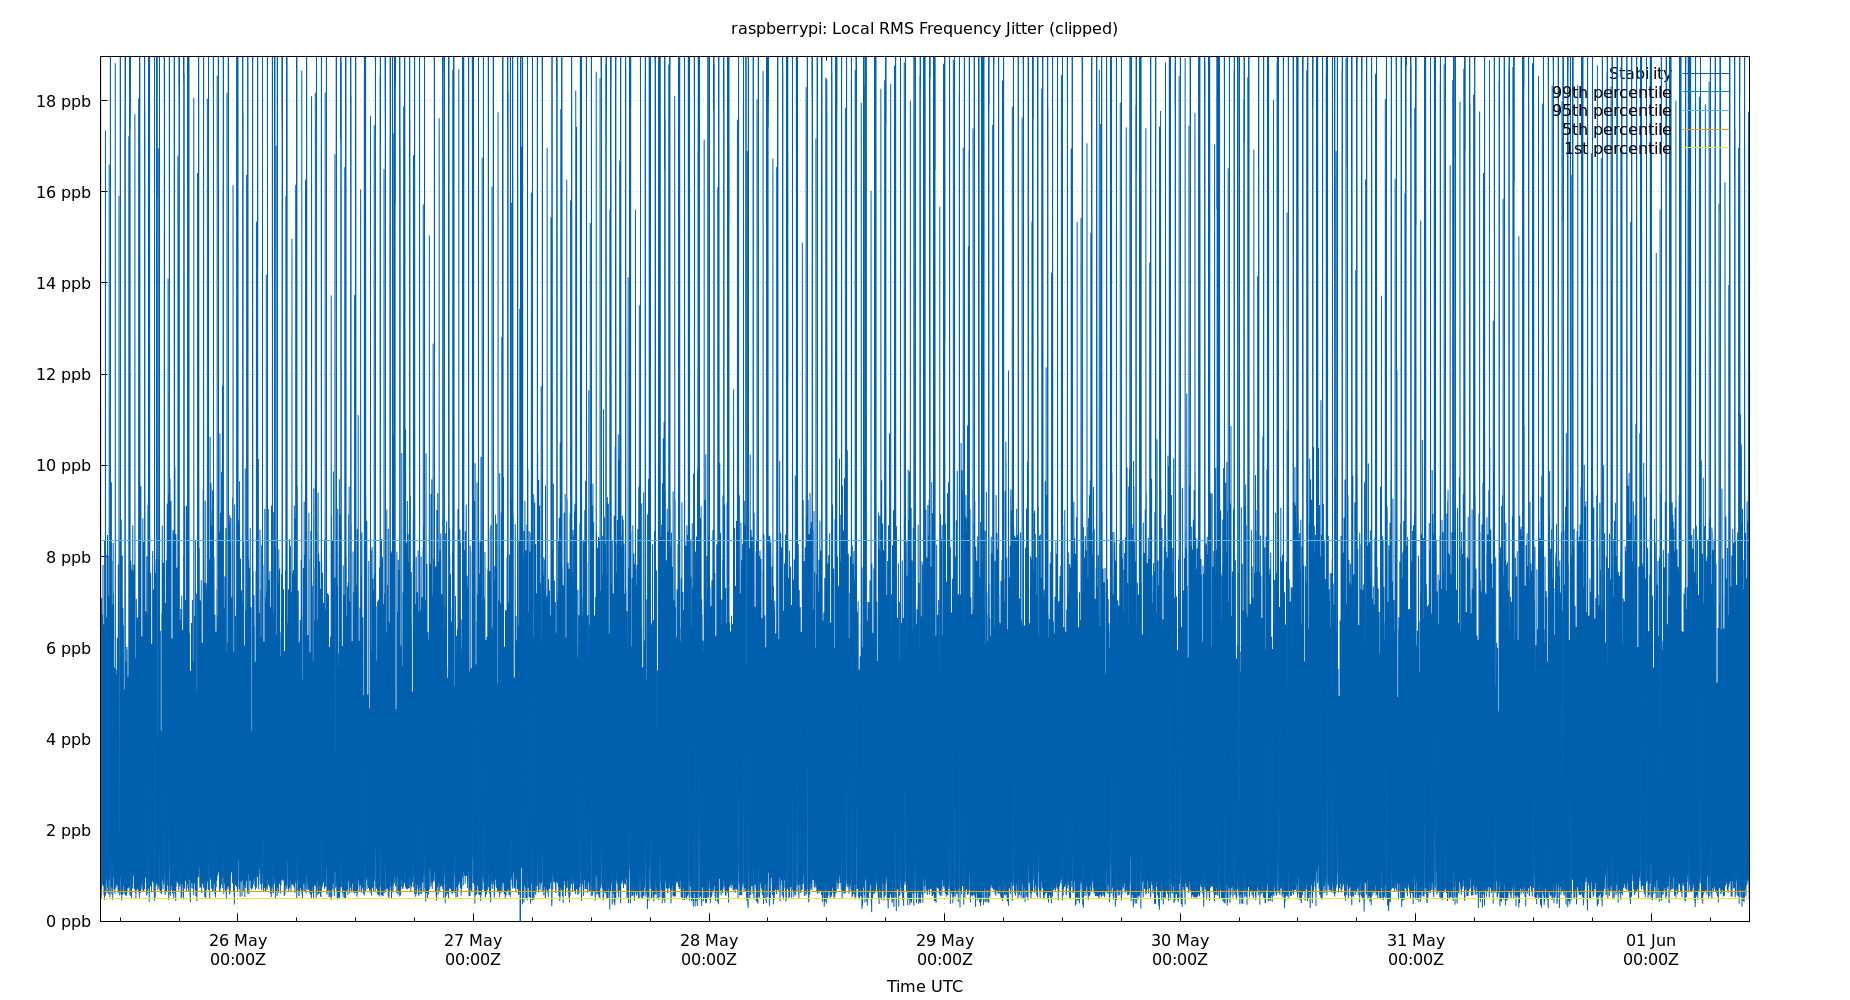 raspberrypi: Local RMS Frequency Jitter (clipped)
Stability
99th percentile
95th percentile
5th percentile
1st percentile
18 ppb
16 ppb
14 ppb
12 ppb
10 ppb
8 ppb
6 ppb
4 ppb
2 ppb
0 ppb
26 May 27 May 28 May 29 May 30 May 31 May 01 Jun
00:00Z 00:00Z 00:00Z 00:00Z 00:00Z 00:00Z 00:00Z
Time UTC